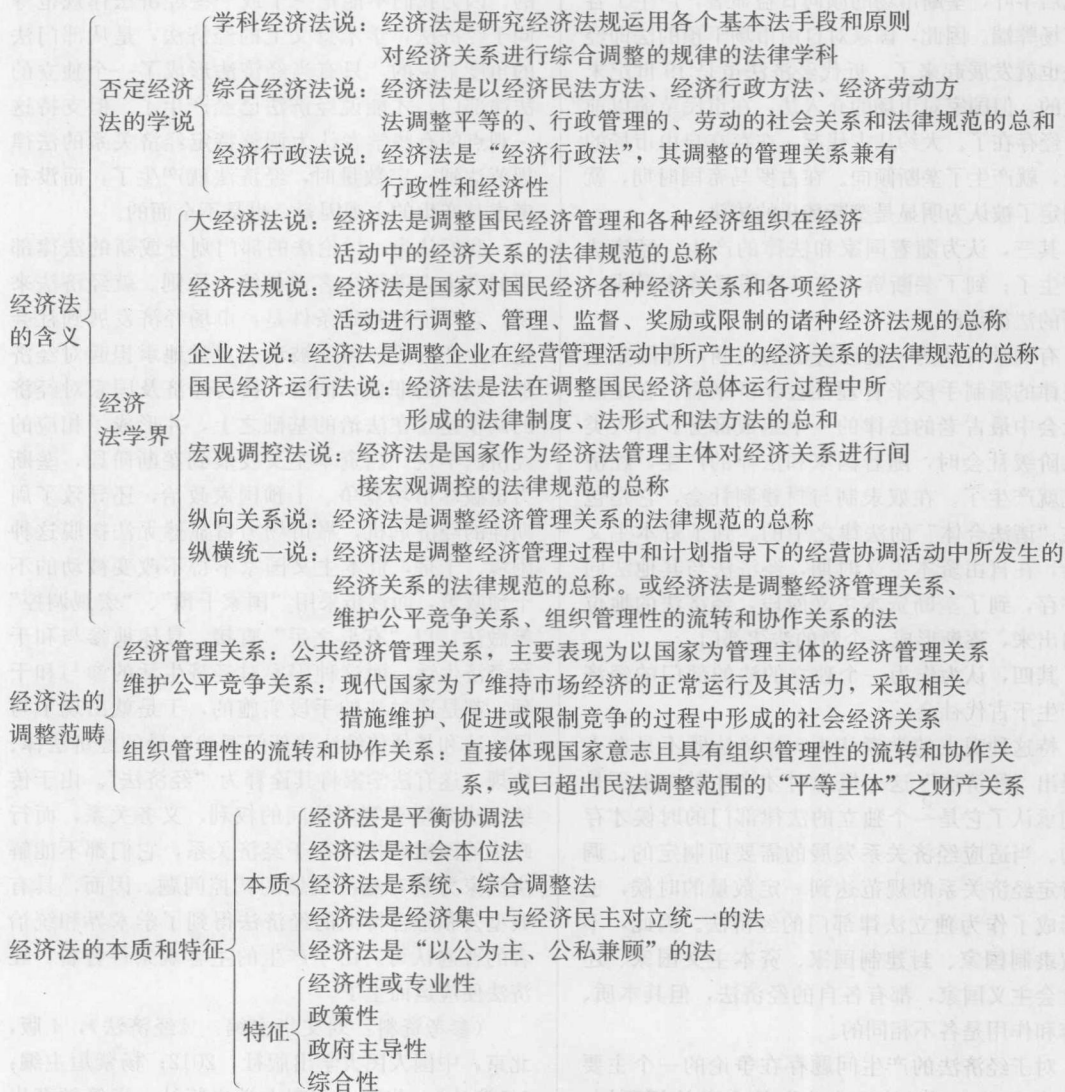 学科经济法说：经济法是研究经济法规运用各个基本法手段和原则
对经济关系进行综合调整的规律的法律学科
否定经济
法的学说
综合经济法说：经济法是以经济民法方法、经济行政方法、经济劳动方
法调整平等的、行政管理的、劳动的社会关系和法律规范的总和
经济行政法说：经济法是“经济行政法”，其调整的管理关系兼有
行政性和经济性
经济法
的含义
大经济法说：经济法是调整国民经济管理和各种经济组织在经济
活动中的经济关系的法律规范的总称
经济法规说：经济法是国家对国民经济各种经济关系和各项经济
活动进行调整、管理、监督、奖励或限制的诸种经济法规的总称
企业法说：经济法是调整企业在经营管理活动中所产生的经济关系的法律规范的总称
经济
法学界
国民经济运行法说：经济法是法在调整国民经济总体运行过程中所
形成的法律制度、法形式和法方法的总和
宏观调控法说：经济法是国家作为经济法管理主体对经济关系进行间
接宏观调控的法律规范的总称
纵向关系说：经济法是调整经济管理关系的法律规范的总称
纵横统一说：经济法是调整经济管理过程中和计划指导下的经营协调活动中所发生的
经济关系的法律规范的总称，或经济法是调整经济管理关系、
维护公平竞争关系、组织管理性的流转和协作关系的法
经济法的
调整范畴
经济管理关系：公共经济管理关系，主要表现为以国家为管理主体的经济管理关系
维护公平竞争关系：现代国家为了维持市场经济的正常运行及其活力，采取相关
措施维护、促进或限制竞争的过程中形成的社会经济关系
组织管理性的流转和协作关系：直接体现国家意志且具有组织管理性的流转和协作关
系，或曰超出民法调整范围的“平等主体”之财产关系
经济法的本质和特征
本质
经济法是平衡协调法
经济法是社会本位法
经济法是系统、综合调整法
经济法是经济集中与经济民主对立统一的法
经济法是“以公为主、公私兼顾”的法
特征
经济性或专业性
政策性
政府主导性
综合性